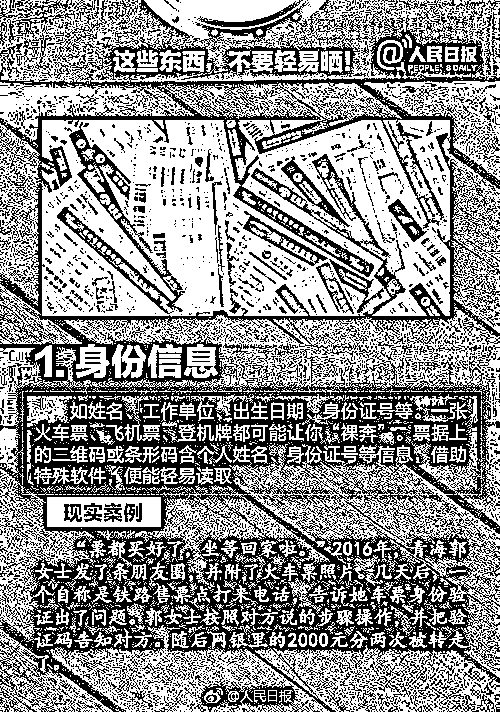 这些东西，不要轻易晒！
@人民日报
PEOPLE'S DAILY
1. 身份信息
如姓名、工作单位、出生日期、身份证号等。一张
火车票、飞机票、登机牌都可能让你“裸奔”。票据上
的二维码或条形码含个人姓名、身份证号等信息，借助
特殊软件，便能轻易读取。
现实案例
“票都买好了，坐等回家啦。”2016年，青海郭
女士发了条朋友圈，并附了火车票照片。几天后，一
个自称是铁路售票点打来电话，告诉她车票身份验
证出了问题。郭女士按照对方说的步骤操作，并把验
证码告知对方。随后网银里的2000元分两次被转走
了。
@人民日报